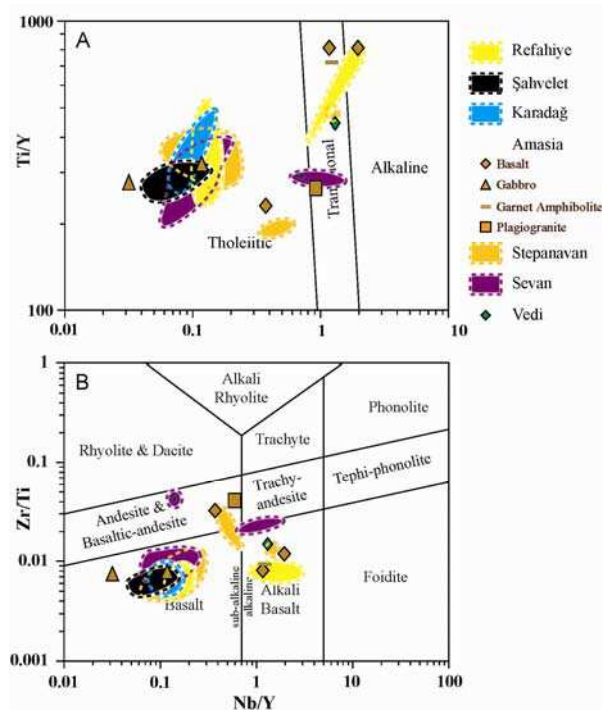 A
1000
Ti/Y
100
0.01
0.1
1
10
Tholeiitic
Transitional
Alkaline
Refahiye
Şahvelet
Karadağ
Amasia
Basalt
Gabbro
Garnet Amphibolite
Plagiogranite
Stepanavan
Sevan
Vedi
B
1
0.1
0.01
0.010
0.001
Zr/Ti
Alkali
Rhyolite
Phonolite
Rhyolite & Dacite
Trachyte
Tephi-phonolite
Trachy-
andesite
Andesite &
Basaltic-andesite
Basalt
sub-alkaline
alkaline
Alkali
Basalt
Foidite
0.01
0.1
1
10
100
Nb/Y